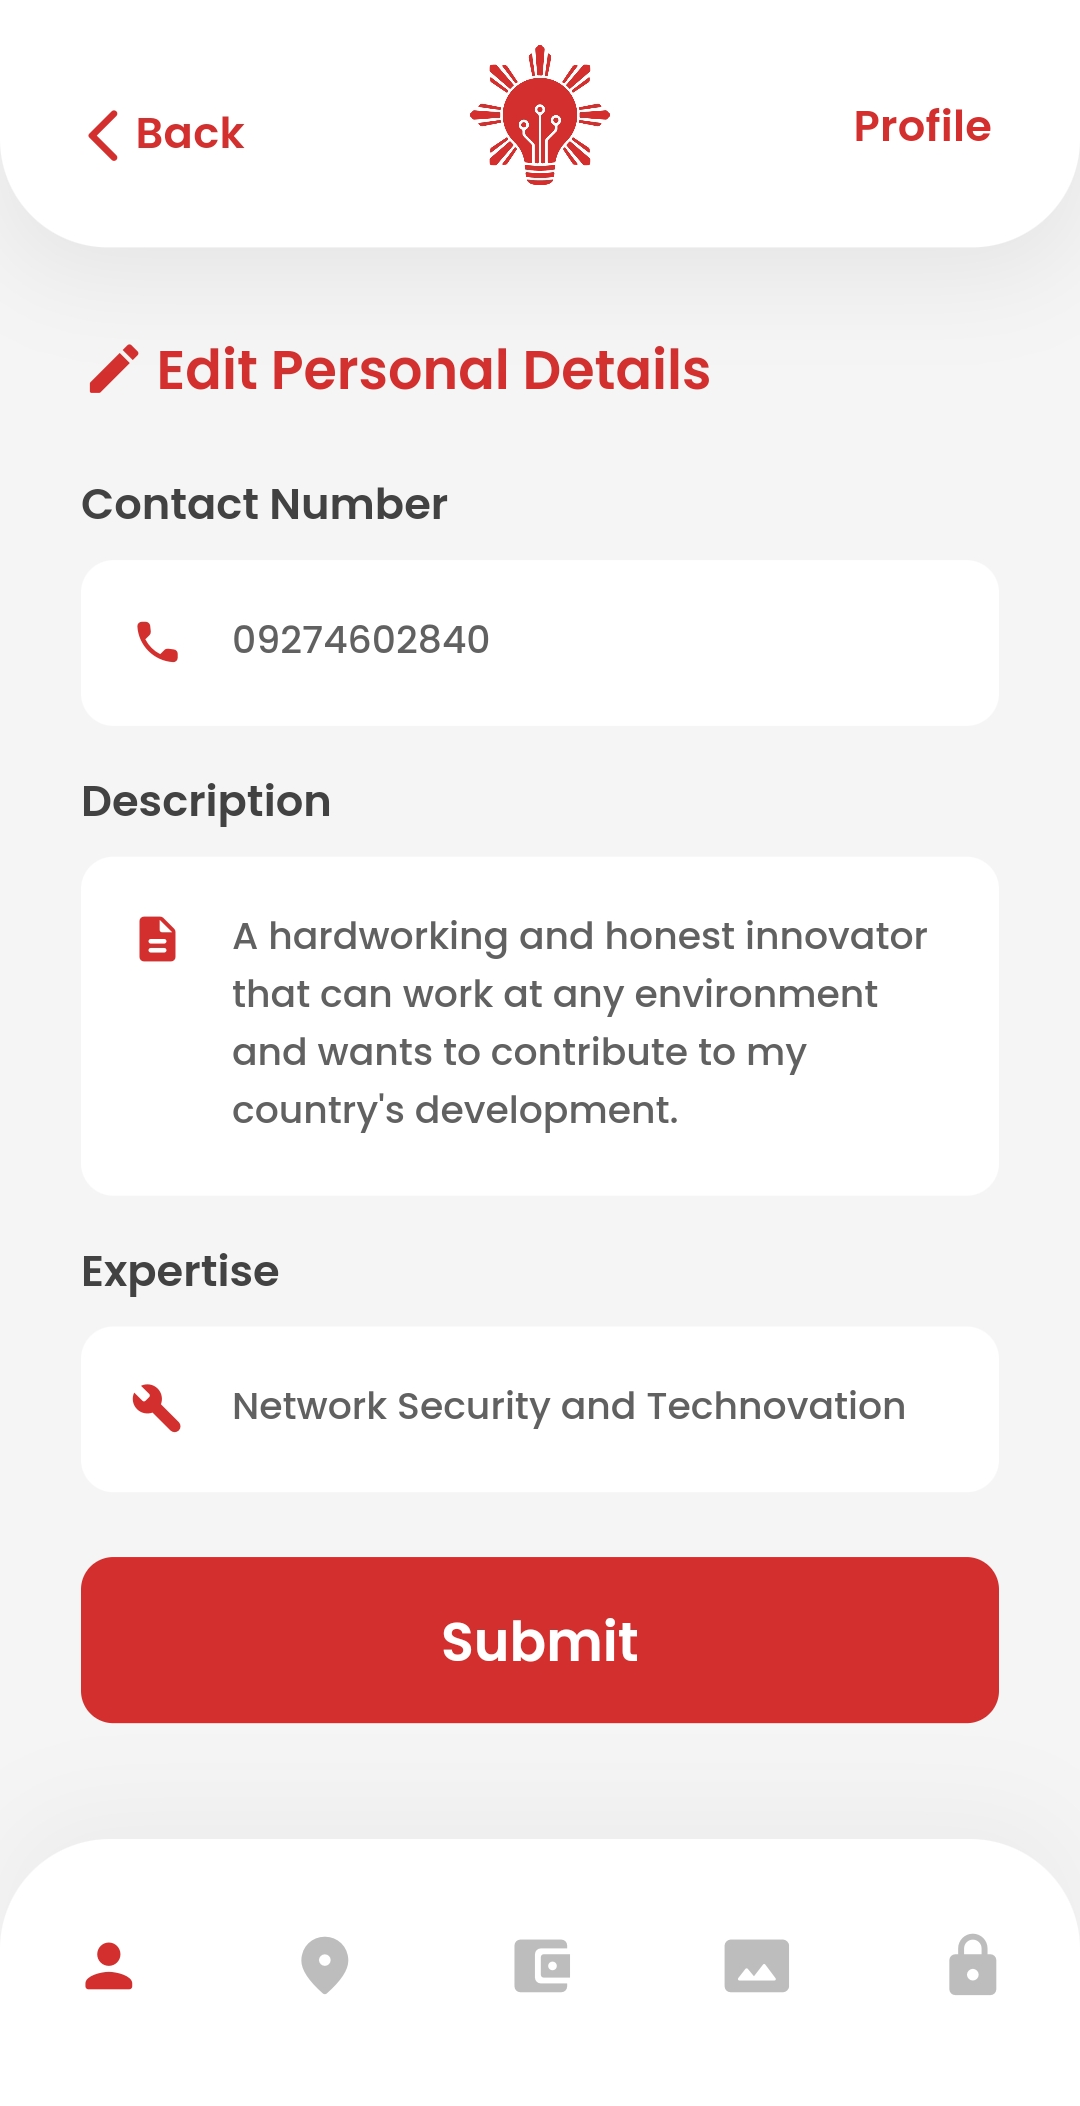 Back
Profile
Edit Personal Details
Contact Number
09274602840
Description
A hardworking and honest innovator
that can work at any environment
and wants to contribute to my
country's development.
Expertise
Network Security and Technovation
Submit